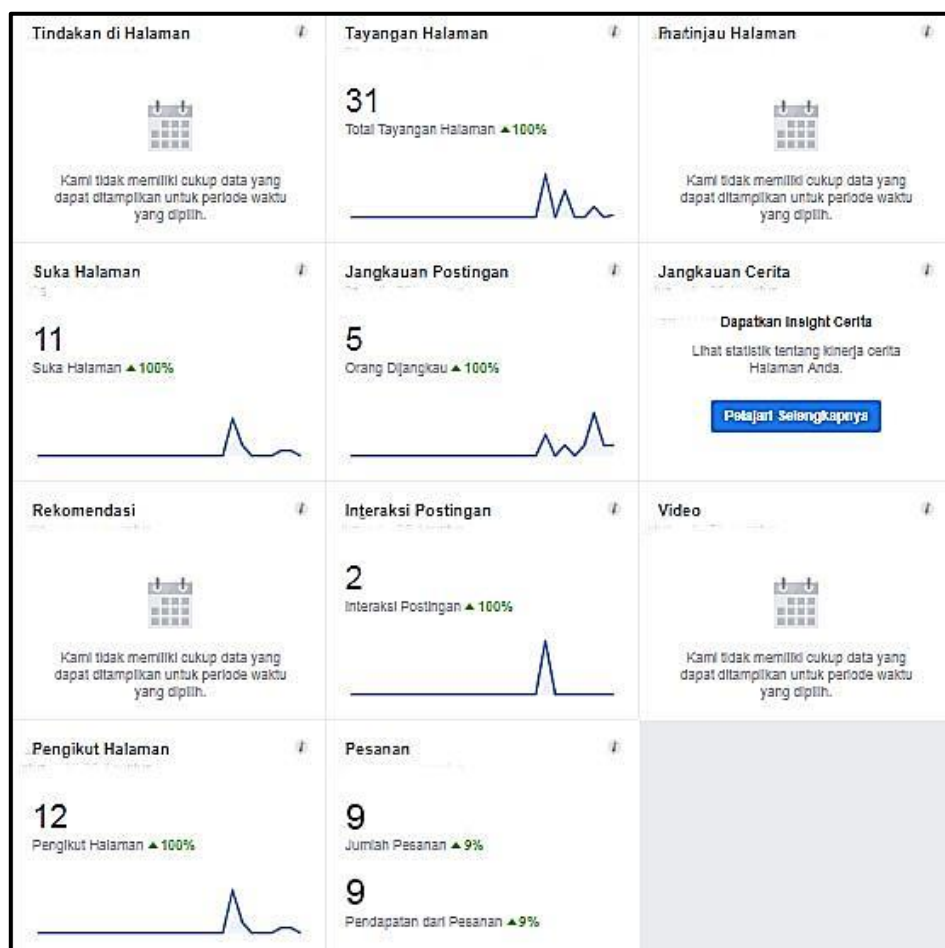 Tindakan di Halaman
Kami tidak memiliki cukup data yang
dapat ditampilkan untuk periode waktu
yang dipilih.
Tayangan Halaman
31
Total Tayangan Halaman ▲ 100%
Pratinjau Halaman
Kami tidak memiliki cukup data yang
dapat ditampilkan untuk periode waktu
yang dipilih.
Suka Halaman
11
Suka Halaman ▲ 100%
Jangkauan Postingan
5
Orang Dijangkau ▲ 100%
Jangkauan Cerita
Dapatkan Insight Cerita
Lihat statistik tentang kinerja cerita
Halaman Anda.
Pelajari Selengkapnya
Rekomendasi
Kami tidak memiliki cukup data yang
dapat ditampilkan untuk periode waktu
yang dipilih.
Interaksi Postingan
2
Interaksi Postingan ▲ 100%
Video
Kami tidak memiliki cukup data yang
dapat ditampilkan untuk periode waktu
yang dipilih.
Pengikut Halaman
12
Pengikut Halaman ▲ 100%
Pesanan
9
Jumlah Pesanan ▲ 9%
9
Pendapatan dari Pesanan ▲ 9%